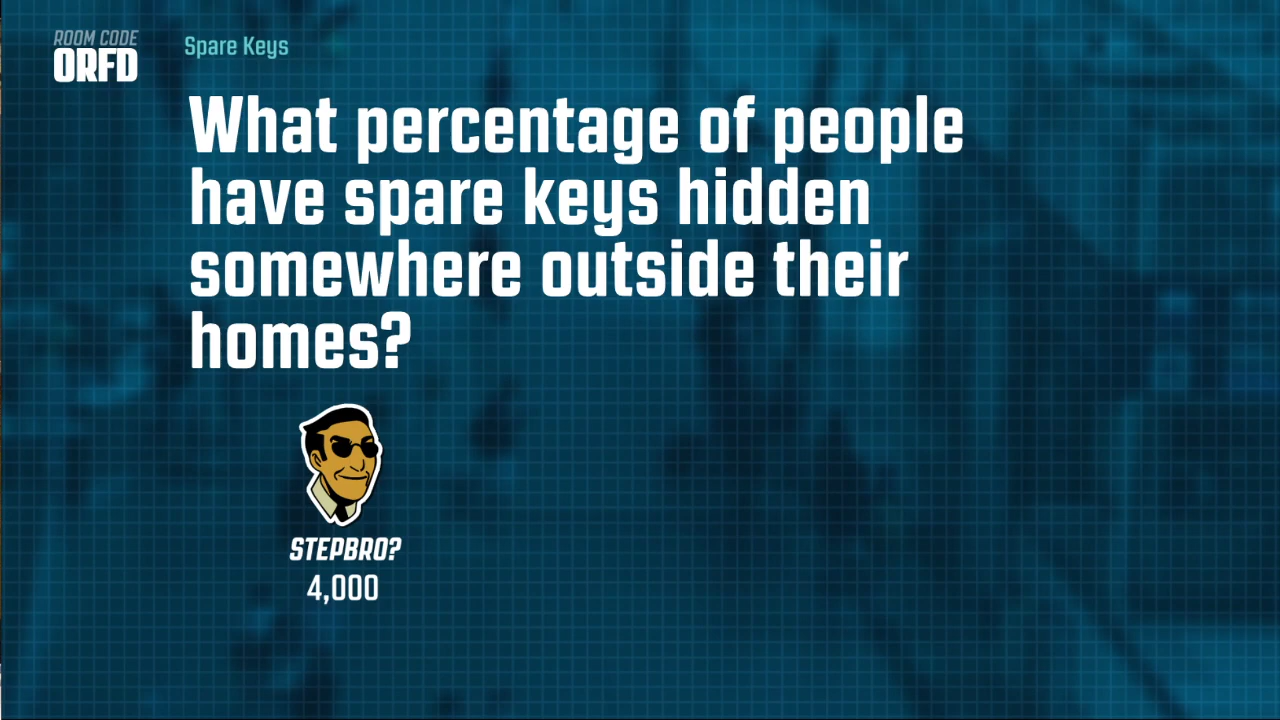 ROOM CODE
ORFD
Spare Keys
What percentage of people
have spare keys hidden
somewhere outside their
homes?
STEPBRO?
4,000